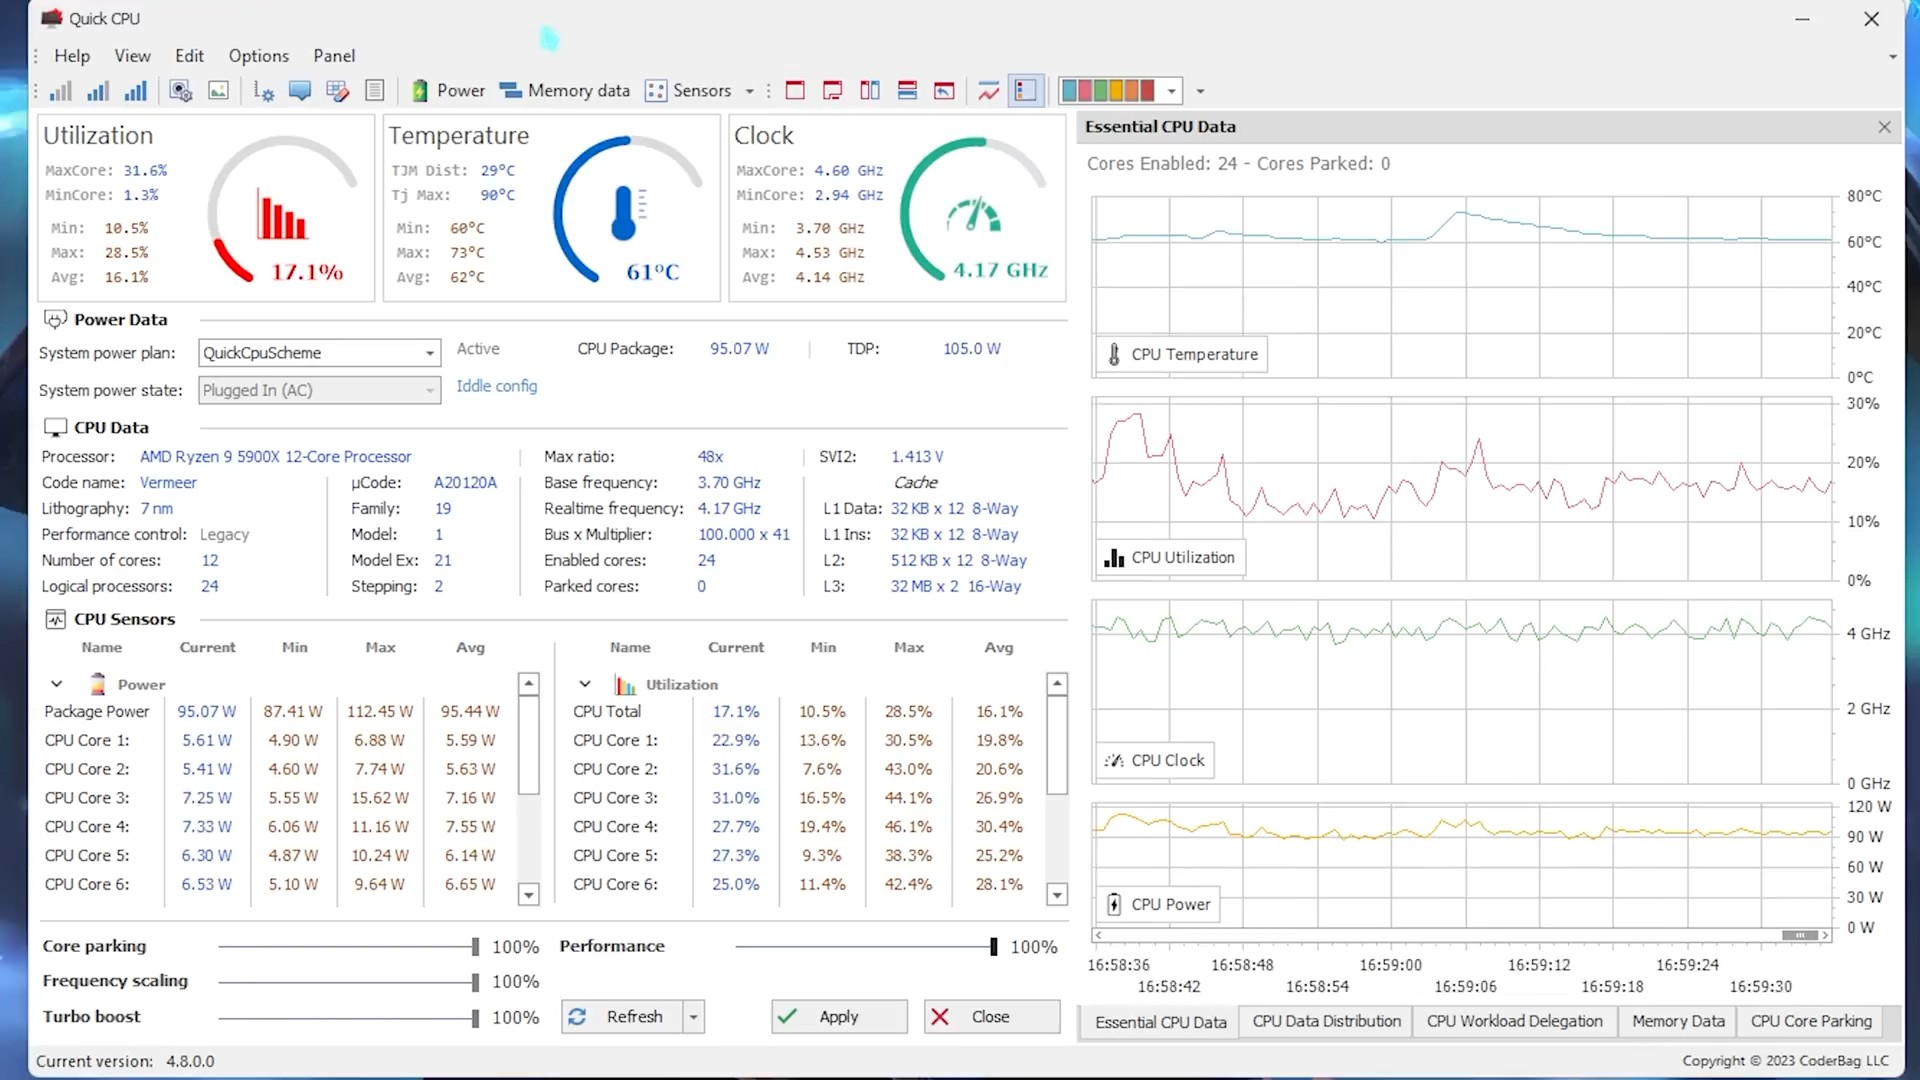 Quick CPU
Help View Edit Options Panel
Power Memory data Sensors
Utilization
MaxCore: 31.6%
MinCore: 1.3%
Min: 10.5%
Max: 28.5%
Avg: 16.1%
17.1%
Temperature
TJM Dist: 29°C
Tj Max: 90°C
Min: 60°C
Max: 73°C
Avg: 62°C
61°C
Clock
MaxCore: 4.60 GHz
MinCore: 2.94 GHz
Min: 3.70 GHz
Max: 4.53 GHz
Avg: 4.14 GHz
4.17 GHz
Power Data
System power plan: QuickCpuScheme Active CPU Package: 95.07 W TDP: 105.0 W
System power state: Plugged In (AC) Iddle config
CPU Data
Processor: AMD Ryzen 9 5900X 12-Core Processor Max ratio: 48x SVI2: 1.413 V
Code name: Vermeer µCode: A20120A Base frequency: 3.70 GHz Cache
Lithography: 7 nm Family: 19 Realtime frequency: 4.17 GHz L1 Data: 32 KB x 12 8-Way
Performance control: Legacy Model: 1 Bus x Multiplier: 100.000 x 41 L1 Ins: 32 KB x 12 8-Way
Number of cores: 12 Model Ex: 21 Enabled cores: 24 L2: 512 KB x 12 8-Way
Logical processors: 24 Stepping: 2 Parked cores: 0 L3: 32 MB x 2 16-Way
CPU Sensors
Name Current Min Max Avg
Power
Package Power 95.07 W 87.41 W 112.45 W 95.44 W
CPU Core 1: 5.61 W 4.90 W 6.88 W 5.59 W
CPU Core 2: 5.41 W 4.60 W 7.74 W 5.63 W
CPU Core 3: 7.25 W 5.55 W 15.62 W 7.16 W
CPU Core 4: 7.33 W 6.06 W 11.16 W 7.55 W
CPU Core 5: 6.30 W 4.87 W 10.24 W 6.14 W
CPU Core 6: 6.53 W 5.10 W 9.64 W 6.65 W
Name Current Min Max Avg
Utilization
CPU Total 17.1% 10.5% 28.5% 16.1%
CPU Core 1: 22.9% 13.6% 30.5% 19.8%
CPU Core 2: 31.6% 7.6% 43.0% 20.6%
CPU Core 3: 31.0% 16.5% 44.1% 26.9%
CPU Core 4: 27.7% 19.4% 46.1% 30.4%
CPU Core 5: 27.3% 9.3% 38.3% 25.2%
CPU Core 6: 25.0% 11.4% 42.4% 28.1%
Core parking 100% Performance 100%
Frequency scaling 100%
Turbo boost 100% Refresh Apply Close
Current version: 4.8.0.0
Essential CPU Data
Cores Enabled: 24 - Cores Parked: 0
80°C
60°C
40°C
20°C
0°C
CPU Temperature
30%
20%
10%
0%
CPU Utilization
4 GHz
2 GHz
0 GHz
CPU Clock
120 W
90 W
60 W
30 W
0 W
CPU Power
16:58:36 16:58:48 16:59:00 16:59:12 16:59:24
16:58:42 16:58:54 16:59:06 16:59:18 16:59:30
Essential CPU Data CPU Data Distribution CPU Workload Delegation Memory Data CPU Core Parking
Copyright © 2023 CoderBag LLC